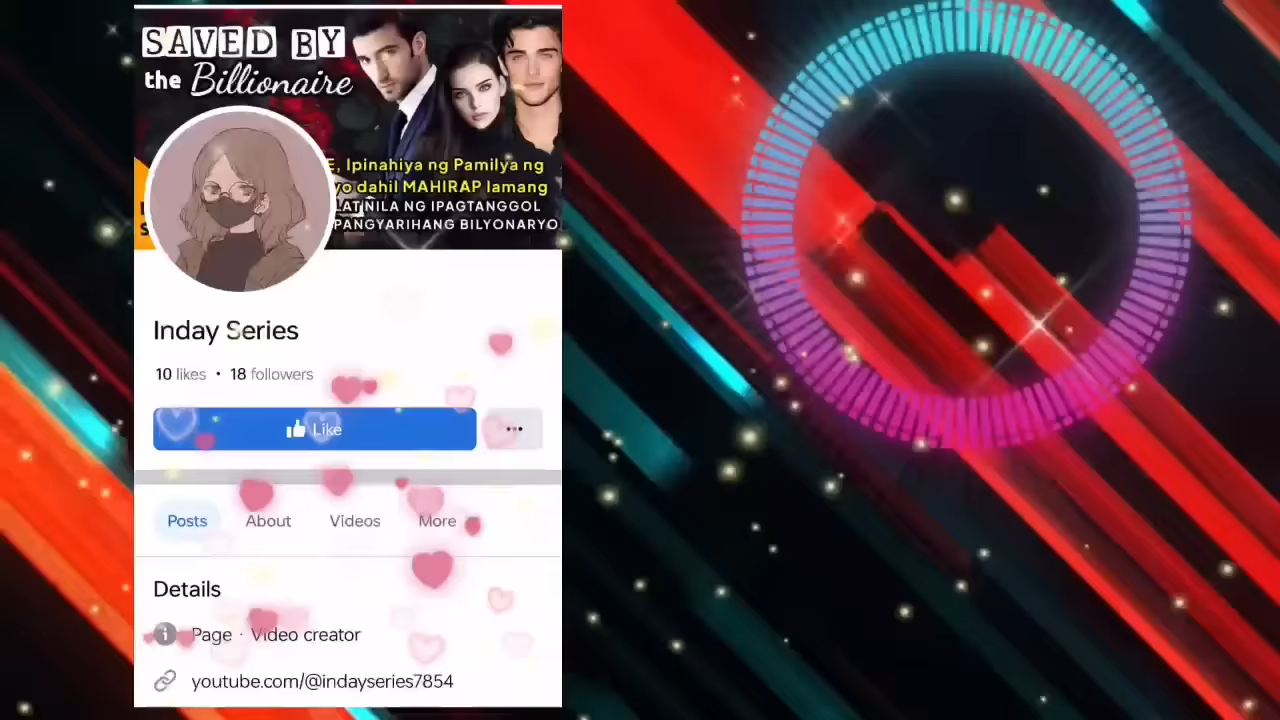 SAVED BY
the Billionaire
E, Ipinahiya ng Pamilya ng
yo dahil MAHIRAP lamang
LAT NILA NG IPAGTANGGOL
PANGYARIHANG BILYONARYO
Inday Series
10 likes • 18 followers
Like
Posts About Videos More
Details
Page · Video creator
youtube.com/@indayseries7854